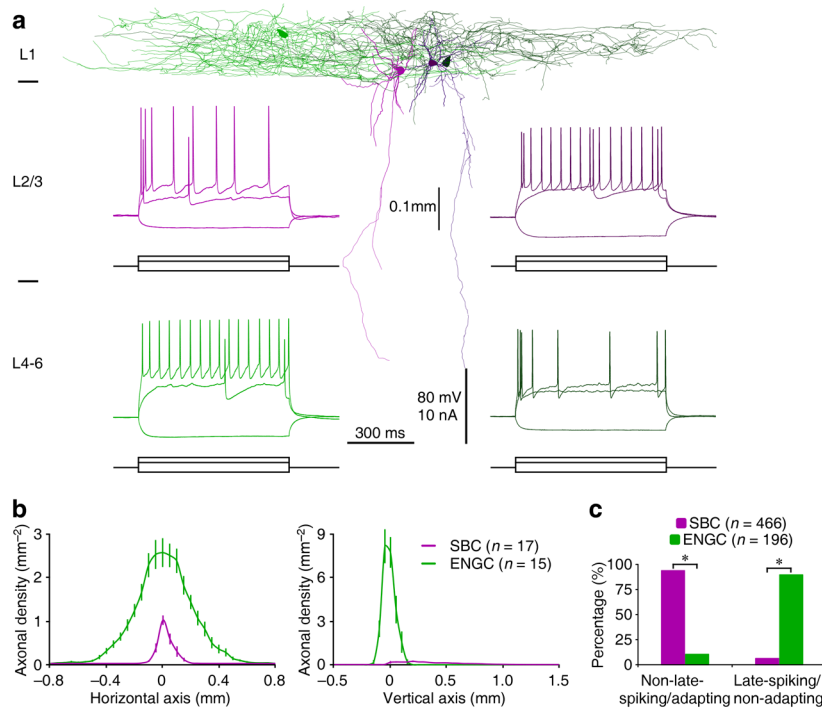 a
L1
L2/3
0.1mm
L4-6
80 mV
10 nA
300 ms
b
Axonal density (mm⁻²)
3
2
1
0
−0.8
−0.4
0
0.4
0.8
Horizontal axis (mm)
Axonal density (mm⁻²)
9
6
3
0
−0.5
0
0.5
1.0
1.5
Vertical axis (mm)
SBC (n = 17)
ENGC (n = 15)
c
SBC (n = 466)
ENGC (n = 196)
Percentage (%)
100
75
50
25
0
*
*
Non-late-
spiking/adapting
Late-spiking/
non-adapting